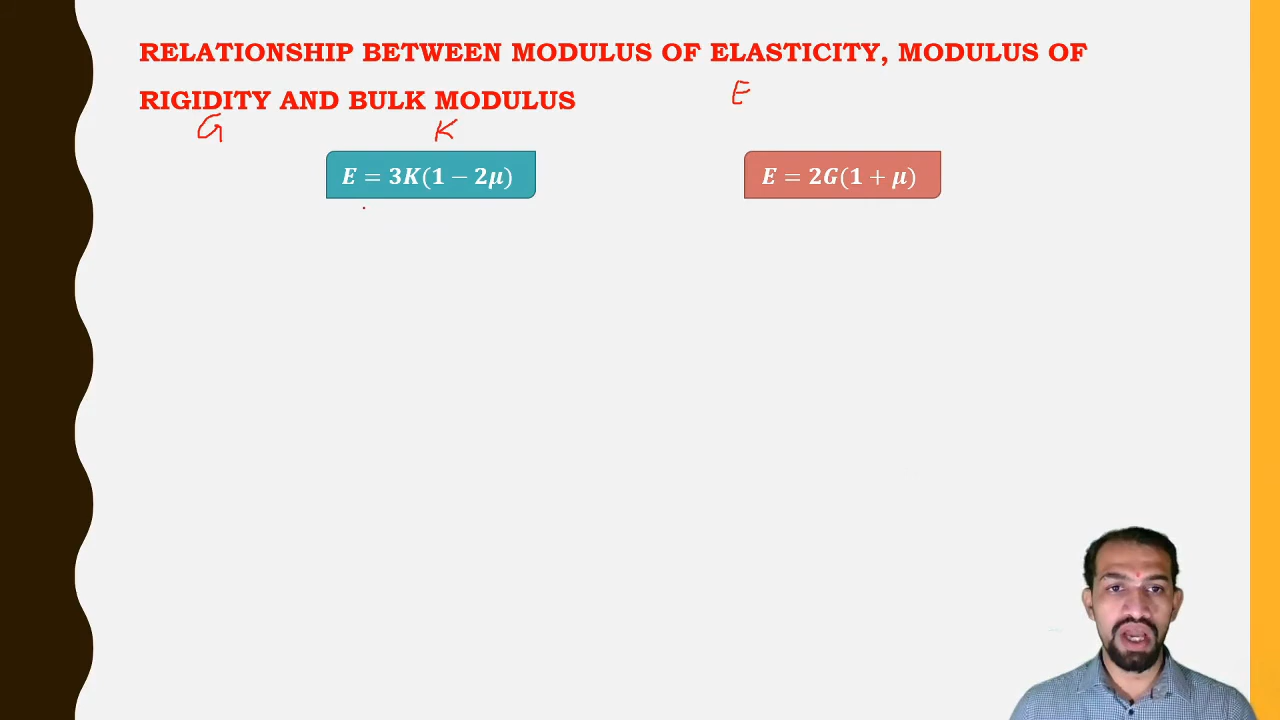 RELATIONSHIP BETWEEN MODULUS OF ELASTICITY, MODULUS OF
RIGIDITY AND BULK MODULUS
E
G
K
E = 3K(1 − 2μ)
E = 2G(1 + μ)